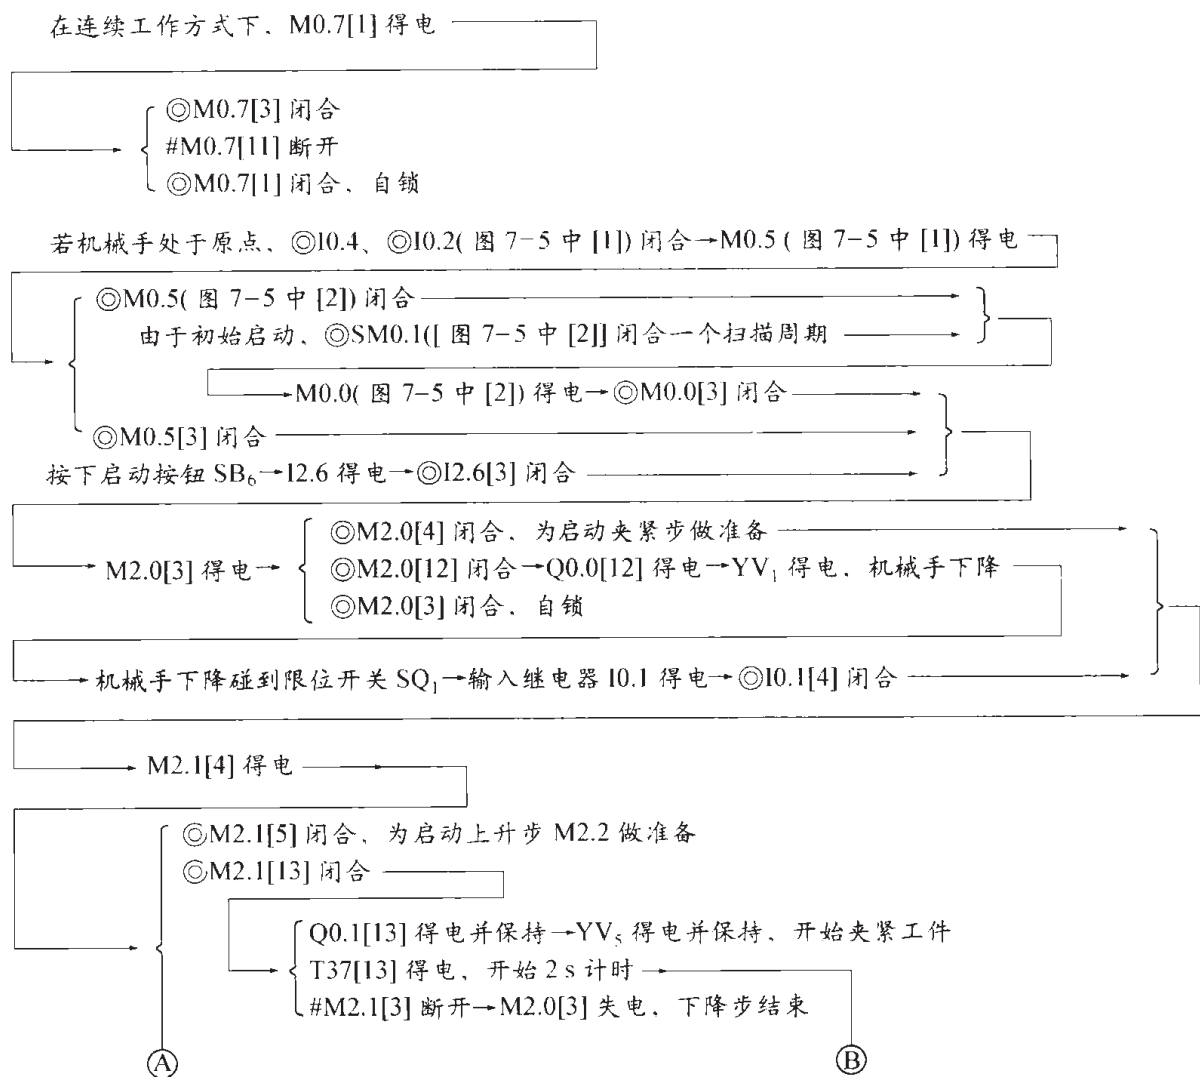 在连续工作方式下、M0.7[1] 得电
◎M0.7[3] 闭合
#M0.7[11] 断开
◎M0.7[1] 闭合、自锁
若机械手处于原点、◎I0.4、◎I0.2( 图 7-5 中 [1]) 闭合→M0.5 ( 图 7-5 中 [1]) 得电
◎M0.5( 图 7-5 中 [2]) 闭合
由于初始启动、◎SM0.1([ 图 7-5 中 [2]] 闭合一个扫描周期
M0.0( 图 7-5 中 [2]) 得电→◎M0.0[3] 闭合
◎M0.5[3] 闭合
按下启动按钮 SB₆→I2.6 得电→◎I2.6[3] 闭合
◎M2.0[4] 闭合、为启动夹紧步做准备
M2.0[3] 得电→ ◎M2.0[12] 闭合→Q0.0[12] 得电→YV₁ 得电、机械手下降
◎M2.0[3] 闭合、自锁
机械手下降碰到限位开关 SQ₁→输入继电器 I0.1 得电→◎I0.1[4] 闭合
M2.1[4] 得电
◎M2.1[5] 闭合、为启动上升步 M2.2 做准备
◎M2.1[13] 闭合
Q0.1[13] 得电并保持→YV₅ 得电并保持、开始夹紧工件
T37[13] 得电、开始 2 s 计时
#M2.1[3] 断开→M2.0[3] 失电、下降步结束
Ⓐ Ⓑ